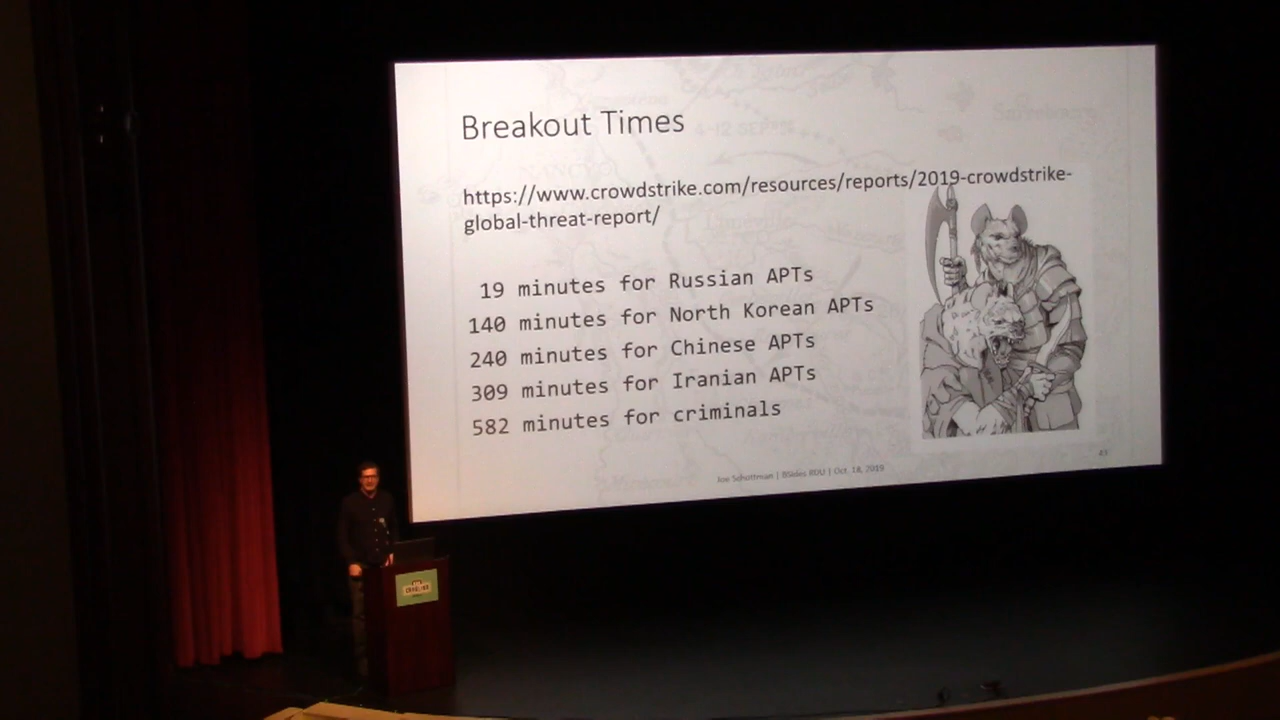 Breakout Times
https://www.crowdstrike.com/resources/reports/2019-crowdstrike-
global-threat-report/
19 minutes for Russian APTs
140 minutes for North Korean APTs
240 minutes for Chinese APTs
309 minutes for Iranian APTs
582 minutes for criminals
Joe Schottman | BSides RDU | Oct. 18, 2019